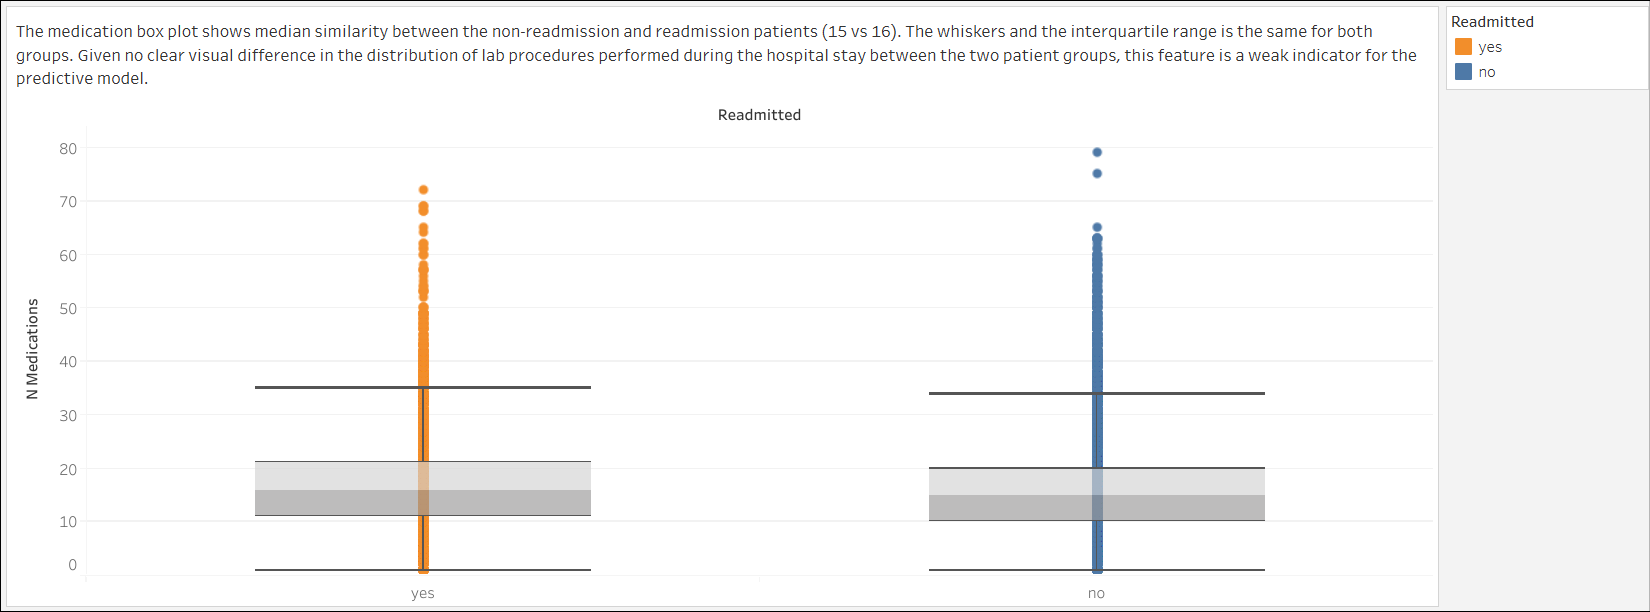 The medication box plot shows median similarity between the non-readmission and readmission patients (15 vs 16). The whiskers and the interquartile range is the same for both
groups. Given no clear visual difference in the distribution of lab procedures performed during the hospital stay between the two patient groups, this feature is a weak indicator for the
predictive model.
Readmitted
yes
no
Readmitted
N Medications
80
70
60
50
40
30
20
10
0
yes
no